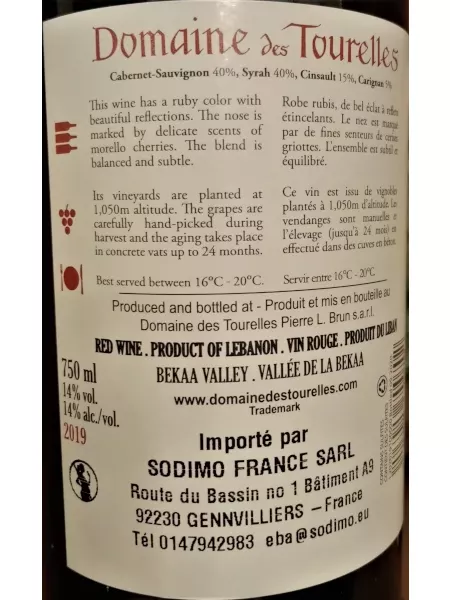 Domaine des Tourelles
Cabernet-Sauvignon 40%, Syrah 40%, Cinsault 15%, Carignan 5%
This wine has a ruby color with
beautiful reflections. The nose is
marked by delicate scents of
morello cherries. The blend is
balanced and subtle.
Robe rubis, de bel éclat à reflets
étincelants. Le nez est marqué
par de fines senteurs de cerises
griottes. L'ensemble est subtil et
équilibré.
Its vineyards are planted at
1,050m altitude. The grapes are
carefully hand-picked during
harvest and the aging takes place
in concrete vats up to 24 months.
Ce vin est issu de vignobles
plantés à 1,050m d'altitude. Les
vendanges sont manuelles et
l'élevage (jusqu'à 24 mois) est
effectué dans des cuves en béton.
Best served between 16°C - 20°C.
Servir entre 16°C - 20°C
Produced and bottled at - Produit et mis en bouteille au
Domaine des Tourelles Pierre L. Brun s.a.r.l.
RED WINE . PRODUCT OF LEBANON . VIN ROUGE . PRODUIT DU LIBAN
BEKAA VALLEY . VALLÉE DE LA BEKAA
www.domainedestourelles.com
Trademark
750 ml
14% vol.
14% alc./vol.
2019
Importé par
SODIMO FRANCE SARL
Route du Bassin no 1 Bâtiment A9
92230 GENNVILLIERS – France
Tél 0147942983 eba@sodimo.eu
CONTAINS SULFITES